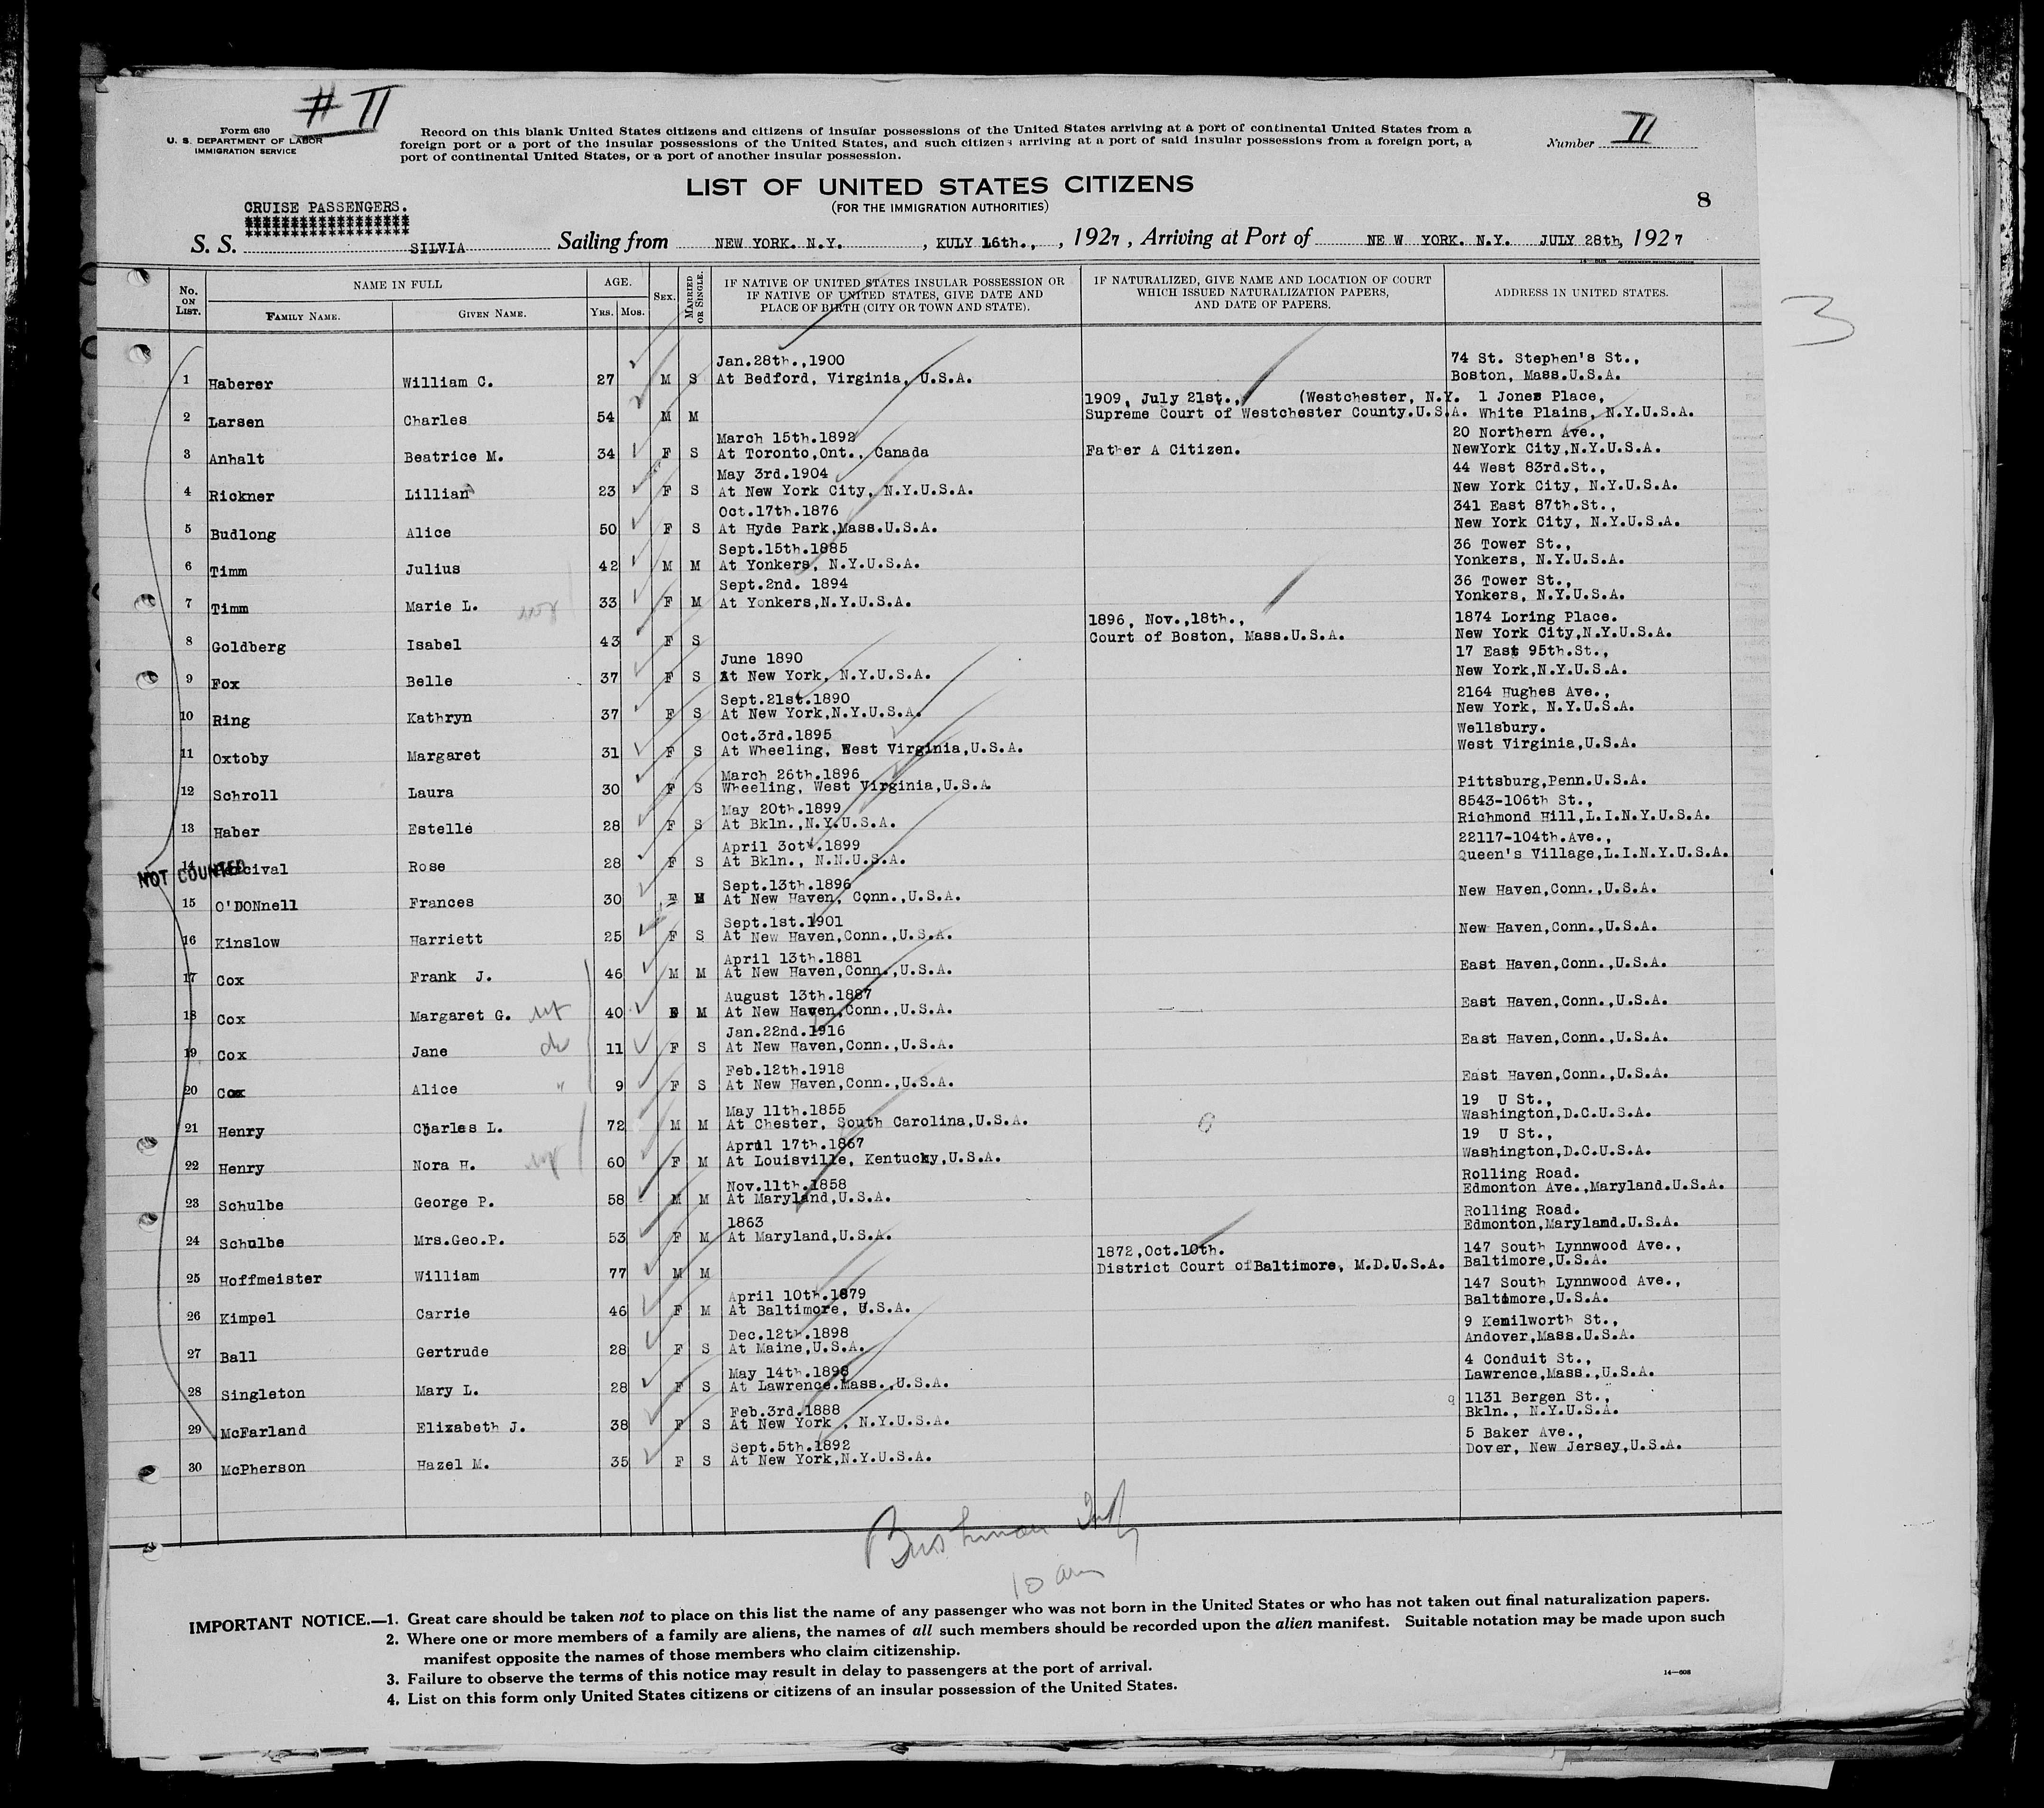 # II
Form 630
U. S. DEPARTMENT OF LABOR
IMMIGRATION SERVICE
Record on this blank United States citizens and citizens of insular possessions of the United States arriving at a port of continental United States from a
foreign port or a port of the insular possessions of the United States, and such citizens arriving at a port of said insular possessions from a foreign port, a
port of continental United States, or a port of another insular possession.
Number II
LIST OF UNITED STATES CITIZENS
(FOR THE IMMIGRATION AUTHORITIES)
8
CRUISE PASSENGERS.
S. S. SILVIA Sailing from NEW YORK. N.Y. , KULY 16th., , 1927 , Arriving at Port of NE W YORK. N.Y. JULY 28th, 1927
3
No. ON LIST. NAME IN FULL FAMILY NAME. GIVEN NAME. AGE. YRS. MOS. SEX. MARRIED OR SINGLE. IF NATIVE OF UNITED STATES INSULAR POSSESSION OR IF NATIVE OF UNITED STATES, GIVE DATE AND PLACE OF BIRTH (CITY OR TOWN AND STATE). IF NATURALIZED, GIVE NAME AND LOCATION OF COURT WHICH ISSUED NATURALIZATION PAPERS, AND DATE OF PAPERS. ADDRESS IN UNITED STATES.
Jan.28th.,1900 74 St. Stephen's St.,
1 Haberer William C. 27 M S At Bedford, Virginia, U.S.A. Boston, Mass.U.S.A.
1909, July 21st., (Westchester, N.Y. 1 Jones Place,
2 Larsen Charles 54 M M Supreme Court of Westchester County.U.S.A. White Plains, N.Y.U.S.A.
March 15th.1892 20 Northern Ave.,
3 Anhalt Beatrice M. 34 F S At Toronto,Ont., Canada Father A Citizen. NewYork City,N.Y.U.S.A.
May 3rd.1904 44 West 83rd.St.,
4 Rickner Lillian 23 F S At New York City, N.Y.U.S.A. New York City, N.Y.U.S.A.
Oct.17th.1876 341 East 87th.St.,
5 Budlong Alice 50 F S At Hyde Park,Mass.U.S.A. New York City, N.Y.U.S.A.
Sept.15th.1885 36 Tower St.,
6 Timm Julius 42 M M At Yonkers, N.Y.U.S.A. Yonkers, N.Y.U.S.A.
Sept.2nd. 1894 36 Tower St.,
7 Timm Marie L. 33 F M At Yonkers,N.Y.U.S.A. Yonkers, N.Y.U.S.A.
1896, Nov.,18th., 1874 Loring Place.
8 Goldberg Isabel 43 F S Court of Boston, Mass.U.S.A. New York City,N.Y.U.S.A.
June 1890 17 East 95th.St.,
9 Fox Belle 37 F S At New York, N.Y.U.S.A. New York,N.Y.U.S.A.
Sept.21st.1890 2164 Hughes Ave.,
10 Ring Kathryn 37 F S At New York,N.Y.U.S.A. New York, N.Y.U.S.A.
Oct.3rd.1895 Wellsbury.
11 Oxtoby Margaret 31 F S At Wheeling, West Virginia,U.S.A. West Virginia,U.S.A.
March 26th.1896
12 Schroll Laura 30 F S Wheeling, West Virginia,U.S.A Pittsburg,Penn.U.S.A.
May 20th.1899 8543-106th St.,
13 Haber Estelle 28 F S At Bkln.,N.Y.U.S.A. Richmond Hill,L.I.N.Y.U.S.A.
April 30t.1899 22117-104th.Ave.,
14 NOT COUNTED Rose 28 F S At Bkln., N.N.U.S.A. Queen's Village,L.I.N.Y.U.S.A.
Sept.13th.1896
15 O'DONnell Frances 30 F M At New Haven, Conn.,U.S.A. New Haven,Conn.,U.S.A.
Sept.1st.1901
16 Kinslow Harriett 25 F S At New Haven,Conn.,U.S.A. New Haven,Conn.,U.S.A.
April 13th.1881
17 Cox Frank J. 46 M M At New Haven,Conn.,U.S.A. East Haven,Conn.,U.S.A.
August 13th.1887
18 Cox Margaret G. 40 F M At New Haven,Conn.,U.S.A. East Haven,Conn.,U.S.A.
Jan.22nd.1916
19 Cox Jane 11 F S At New Haven,Conn.,U.S.A. East Haven,Conn.,U.S.A.
Feb.12th.1918
20 Cox Alice " 9 F S At New Haven,Conn.,U.S.A. East Haven,Conn.,U.S.A.
May 11th.1855 19 U St.,
21 Henry Charles L. 72 M M At Chester, South Carolina,U.S.A. Washington,D.C.U.S.A.
April 17th.1867 19 U St.,
22 Henry Nora H. 60 F M At Louisville, Kentucky,U.S.A. Washington,D.C.U.S.A.
Nov.11th.1858 Rolling Road.
23 Schulbe George P. 58 M M At Maryland,U.S.A. Edmonton Ave.,Maryland.U.S.A.
1863 Rolling Road.
24 Schulbe Mrs.Geo.P. 53 F M At Maryland,U.S.A. Edmonton,Maryland.U.S.A.
1872,Oct.10th. 147 South Lynnwood Ave.,
25 Hoffmeister William 77 M M District Court of Baltimore, M.D.U.S.A. Baltimore,U.S.A.
April 10th.1879 147 South Lynnwood Ave.,
26 Kimpel Carrie 46 F M At Baltimore, U.S.A. Baltimore,U.S.A.
Dec.12th.1898 9 Kenilworth St.,
27 Ball Gertrude 28 F S At Maine,U.S.A. Andover,Mass.U.S.A.
May 14th.1898 4 Conduit St.,
28 Singleton Mary L. 28 F S At Lawrence.Mass.,U.S.A. Lawrence,Mass.,U.S.A.
Feb.3rd.1888 1131 Bergen St.,
29 McFarland Elizabeth J. 38 F S At New York , N.Y.U.S.A. Bkln., N.Y.U.S.A.
Sept.5th.1892 5 Baker Ave.,
30 McPherson Hazel M. 35 F S At New York,N.Y.U.S.A. Dover, New Jersey,U.S.A.
10 am
IMPORTANT NOTICE.—1. Great care should be taken not to place on this list the name of any passenger who was not born in the United States or who has not taken out final naturalization papers.
2. Where one or more members of a family are aliens, the names of all such members should be recorded upon the alien manifest. Suitable notation may be made upon such
manifest opposite the names of those members who claim citizenship.
3. Failure to observe the terms of this notice may result in delay to passengers at the port of arrival.
4. List on this form only United States citizens or citizens of an insular possession of the United States.
14—608